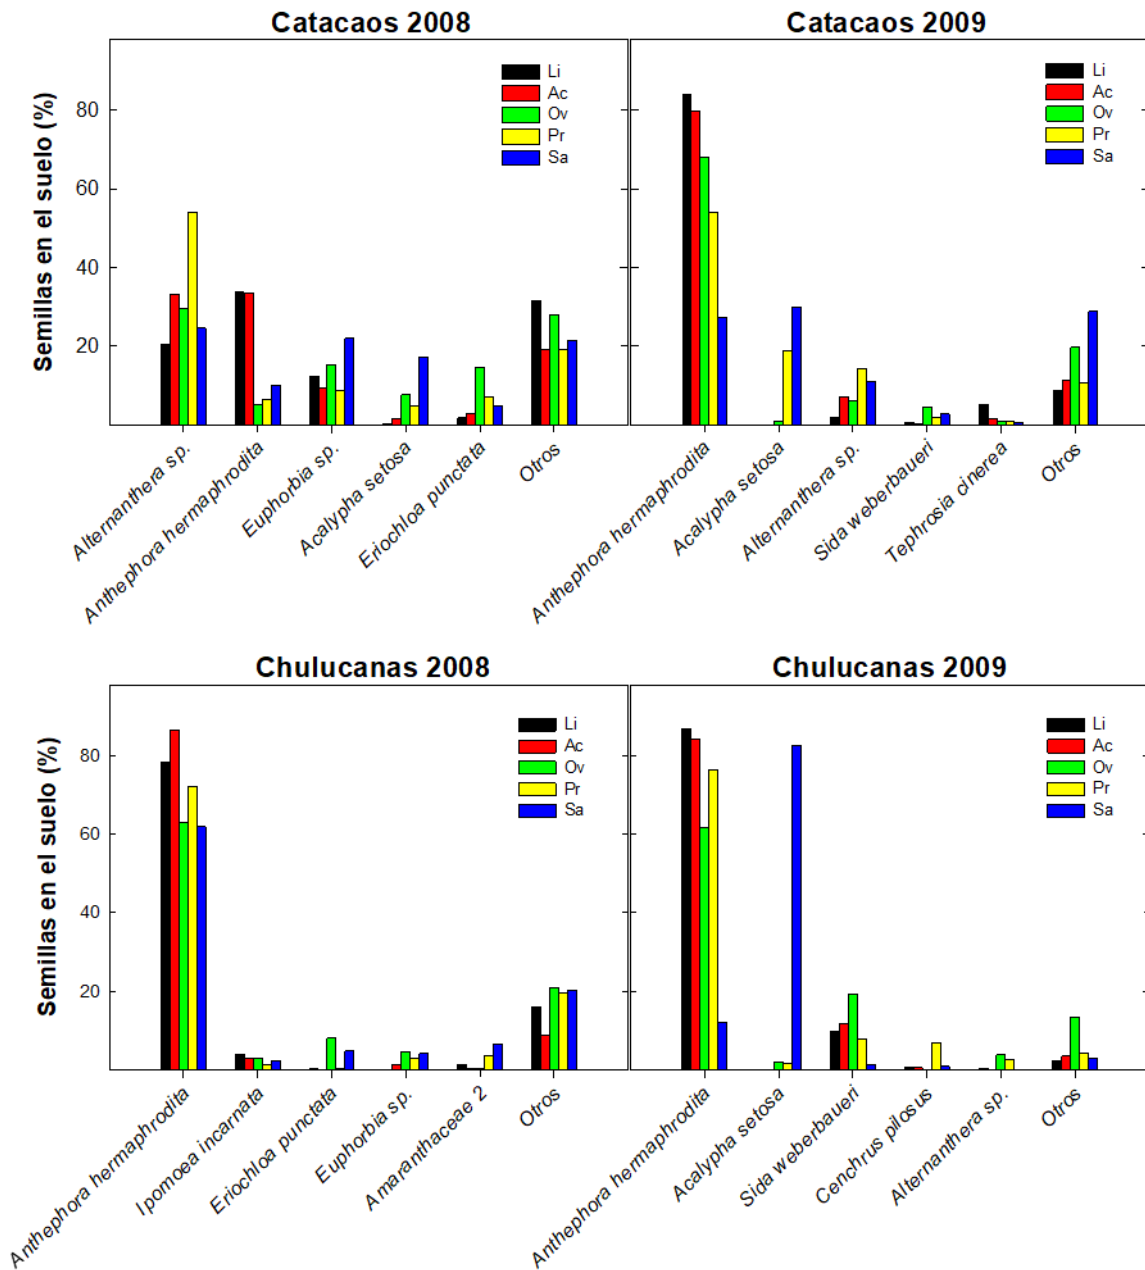 Catacaos 2008
Catacaos 2009
Semillas en el suelo (%)
80
60
40
20
Li
Ac
Ov
Pr
Sa
Li
Ac
Ov
Pr
Sa
Alternanthera sp.
Anthephora hermaphrodita
Euphorbia sp.
Acalypha setosa
Eriochloa punctata
Otros
Anthephora hermaphrodita
Acalypha setosa
Alternanthera sp.
Sida weberbaueri
Tephrosia cinerea
Otros
Chulucanas 2008
Chulucanas 2009
Semillas en el suelo (%)
80
60
40
20
Li
Ac
Ov
Pr
Sa
Li
Ac
Ov
Pr
Sa
Anthephora hermaphrodita
Ipomoea incarnata
Eriochloa punctata
Euphorbia sp.
Amaranthaceae 2
Otros
Anthephora hermaphrodita
Acalypha setosa
Sida weberbaueri
Cenchrus pilosus
Alternanthera sp.
Otros